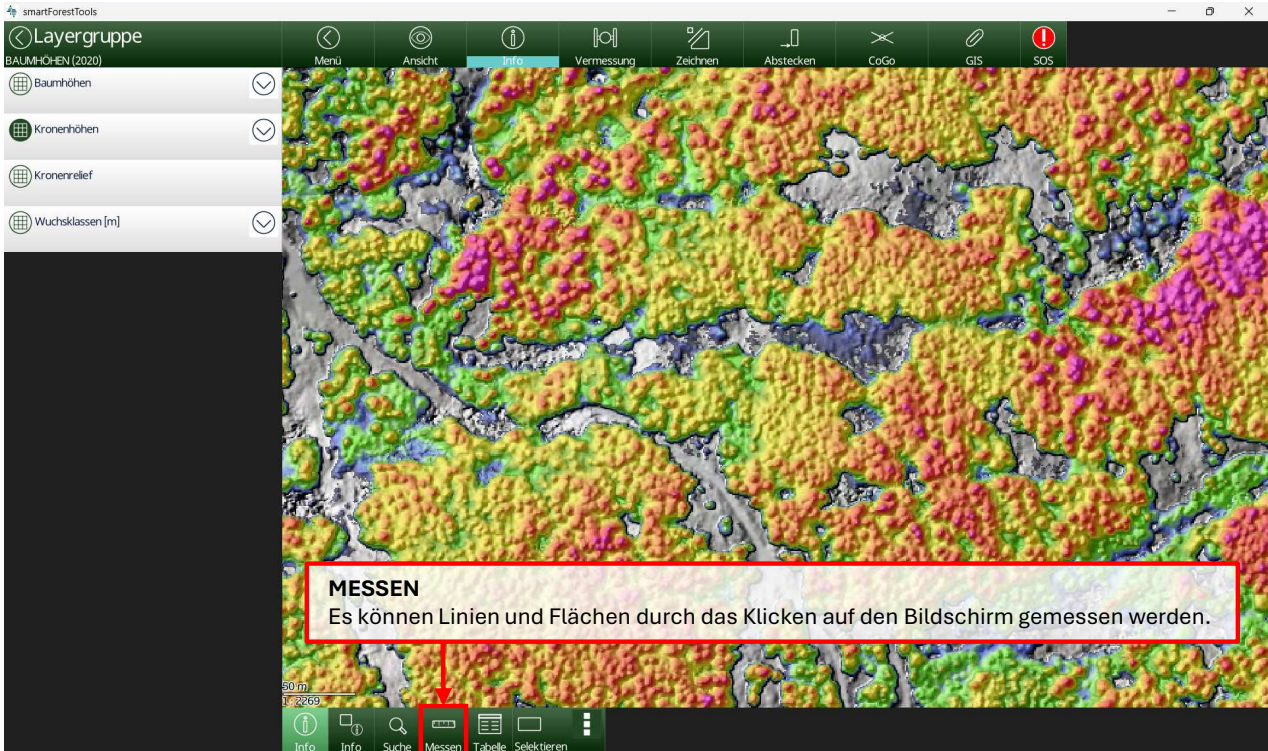 smartForestTools
Layergruppe
BAUMHÖHEN (2020)
Menü Ansicht Info Vermessung Zeichnen Abstecken CoGo GIS SOS
Baumhöhen
Kronenhöhen
Kronenrelief
Wuchsklassen [m]
MESSEN
Es können Linien und Flächen durch das Klicken auf den Bildschirm gemessen werden.
50 m
1: 2269
Info Info Suche Messen Tabelle Selektieren